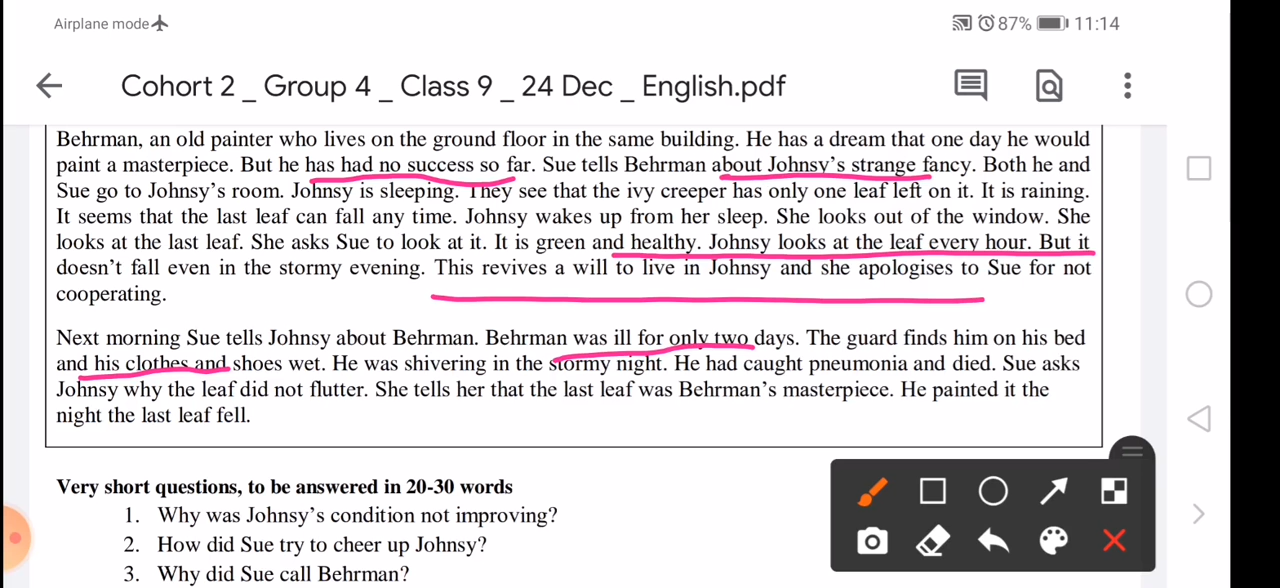 Airplane mode 87% 11:14
Cohort 2 _ Group 4 _ Class 9 _ 24 Dec _ English.pdf
Behrman, an old painter who lives on the ground floor in the same building. He has a dream that one day he would
paint a masterpiece. But he has had no success so far. Sue tells Behrman about Johnsy’s strange fancy. Both he and
Sue go to Johnsy’s room. Johnsy is sleeping. They see that the ivy creeper has only one leaf left on it. It is raining.
It seems that the last leaf can fall any time. Johnsy wakes up from her sleep. She looks out of the window. She
looks at the last leaf. She asks Sue to look at it. It is green and healthy. Johnsy looks at the leaf every hour. But it
doesn’t fall even in the stormy evening. This revives a will to live in Johnsy and she apologises to Sue for not
cooperating.
Next morning Sue tells Johnsy about Behrman. Behrman was ill for only two days. The guard finds him on his bed
and his clothes and shoes wet. He was shivering in the stormy night. He had caught pneumonia and died. Sue asks
Johnsy why the leaf did not flutter. She tells her that the last leaf was Behrman’s masterpiece. He painted it the
night the last leaf fell.
Very short questions, to be answered in 20-30 words
1. Why was Johnsy’s condition not improving?
2. How did Sue try to cheer up Johnsy?
3. Why did Sue call Behrman?